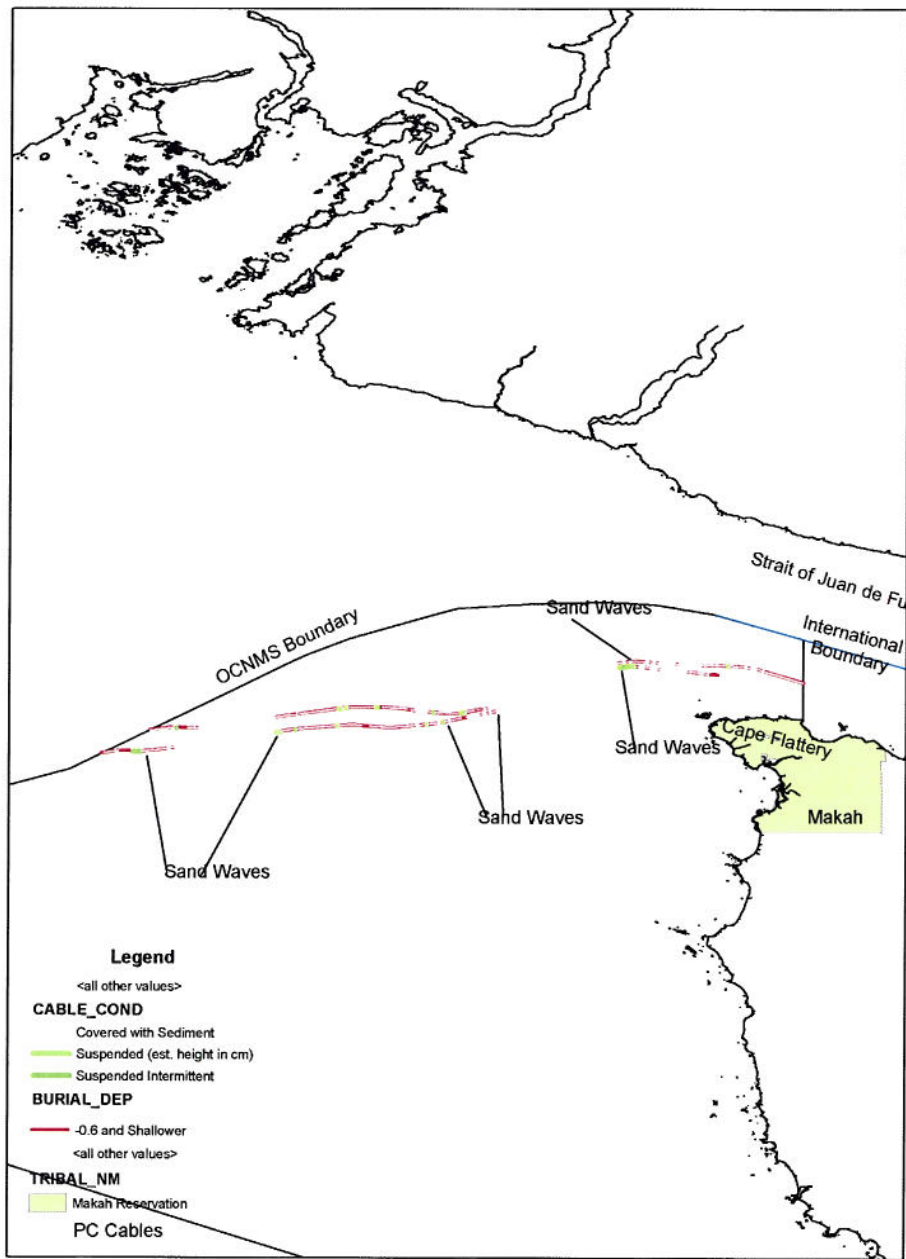 Strait of Juan de Fu
Sand Waves
International
Boundary
OCNMS Boundary
Cape Flattery
Sand Waves
Makah
Sand Waves
Sand Waves
Legend
<all other values>
CABLE_COND
Covered with Sediment
Suspended (est. height in cm)
Suspended Intermittent
BURIAL_DEP
-0.6 and Shallower
<all other values>
TRIBAL_NM
Makah Reservation
PC Cables